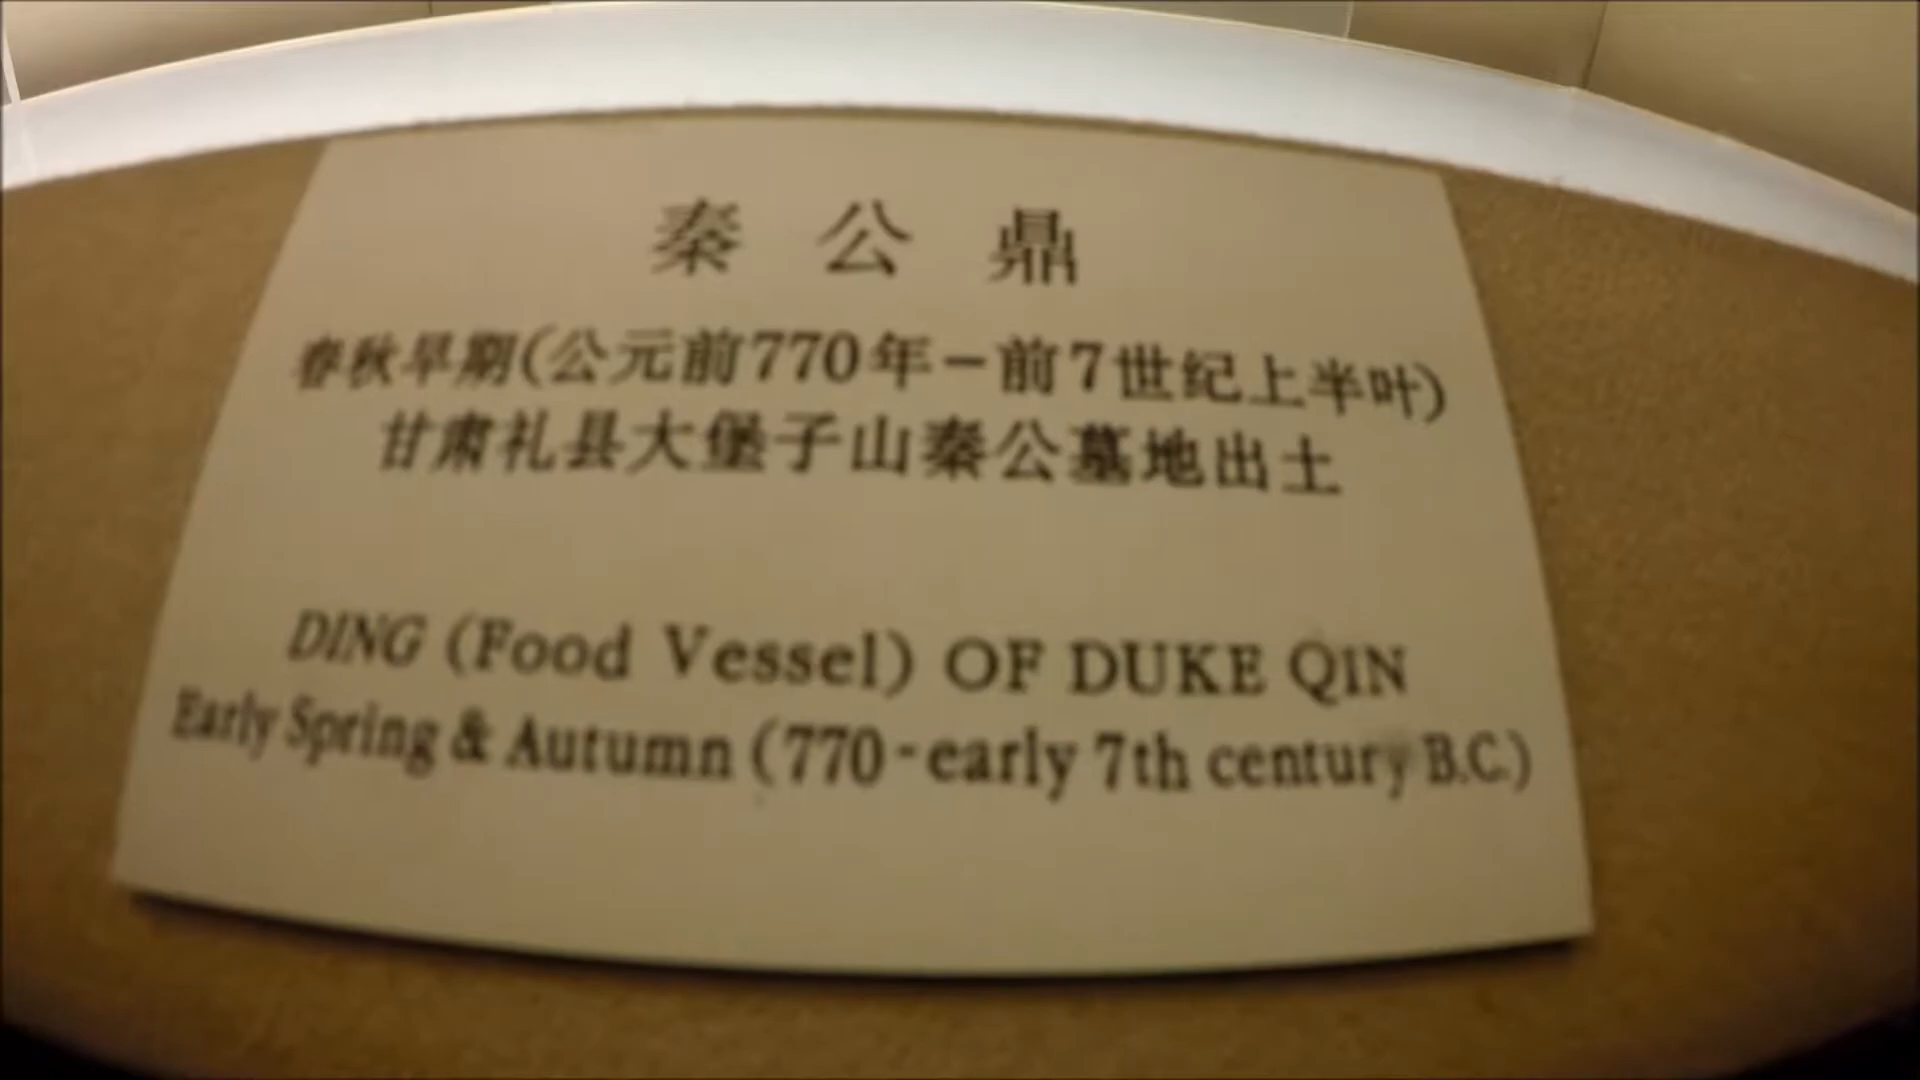 秦公鼎
春秋早期(公元前770年-前7世纪上半叶)
甘肃礼县大堡子山秦公墓地出土
DING (Food Vessel) OF DUKE QIN
Early Spring & Autumn (770-early 7th century B.C.)